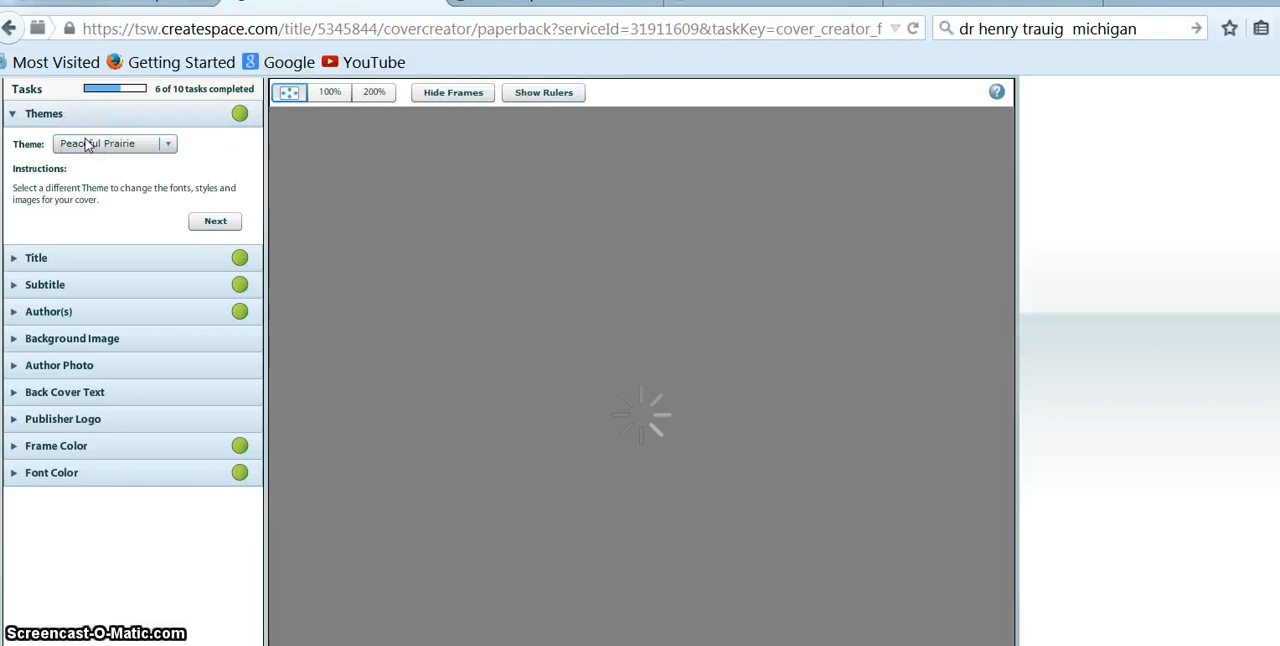 https://tsw.createspace.com/title/5345844/covercreator/paperback?serviceId=31911609&taskKey=cover_creator_f
dr henry trauig michigan
Most Visited Getting Started Google YouTube
Tasks 6 of 10 tasks completed
100% 200% Hide Frames Show Rulers ?
Themes
Theme: Peaceful Prairie
Instructions:
Select a different Theme to change the fonts, styles and
images for your cover.
Next
Title
Subtitle
Author(s)
Background Image
Author Photo
Back Cover Text
Publisher Logo
Frame Color
Font Color
Screencast-O-Matic.com